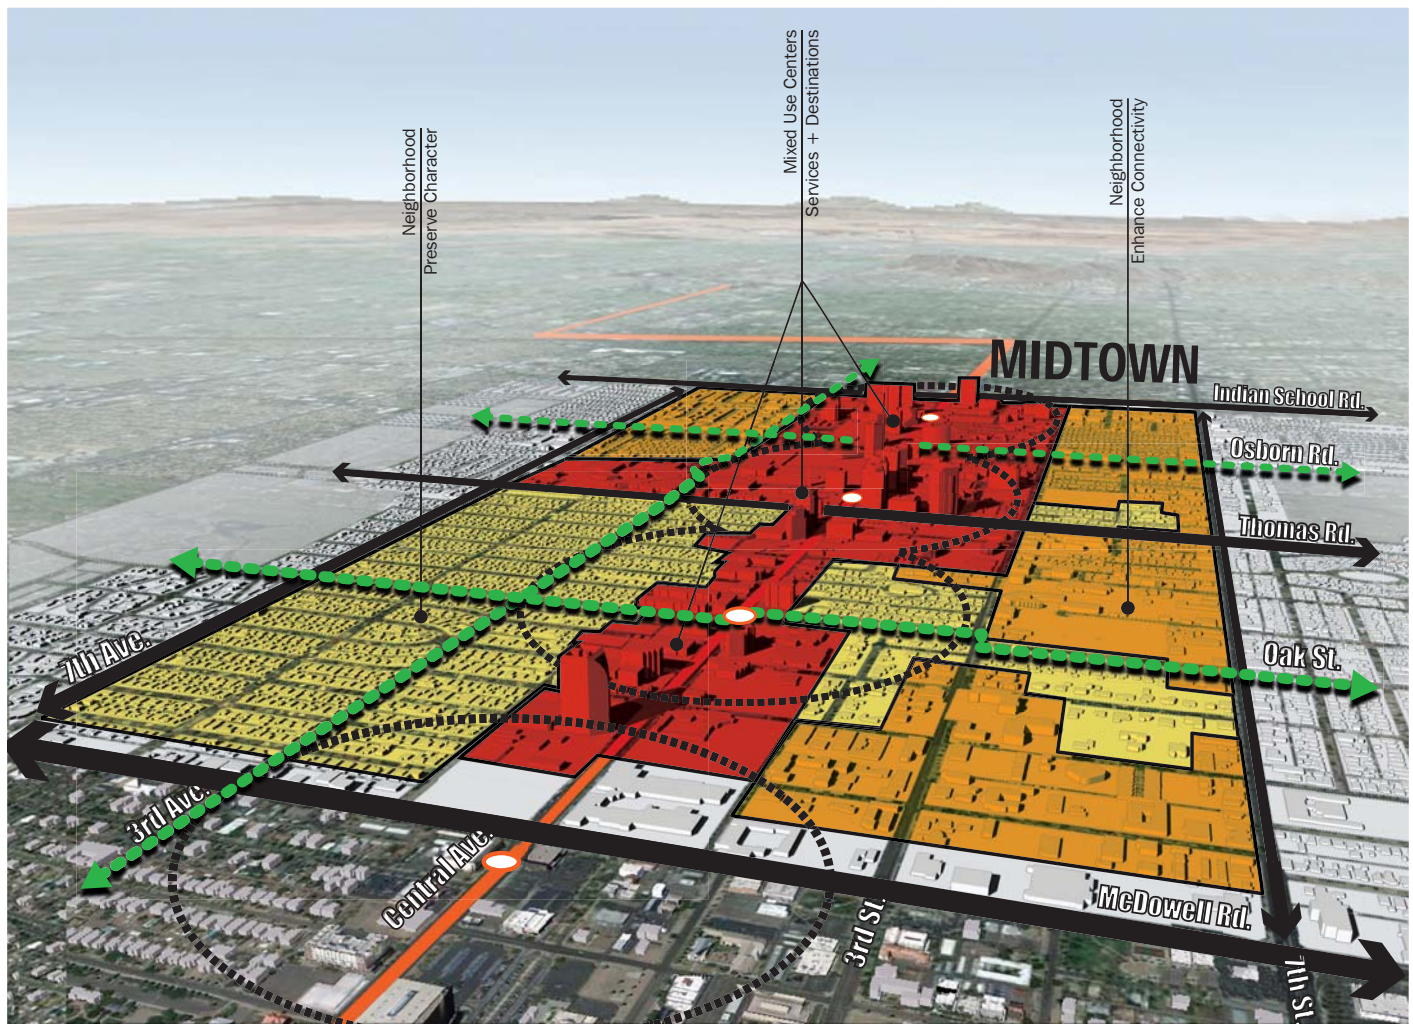 Neighborhood
Preserve Character
Mixed Use Centers
Services + Destinations
Neighborhood
Enhance Connectivity
MIDTOWN
Indian School Rd.
Osborn Rd.
Thomas Rd.
Oak St.
7th Ave.
3rd Ave.
Central Ave.
3rd St.
McDowell Rd.
7th St.